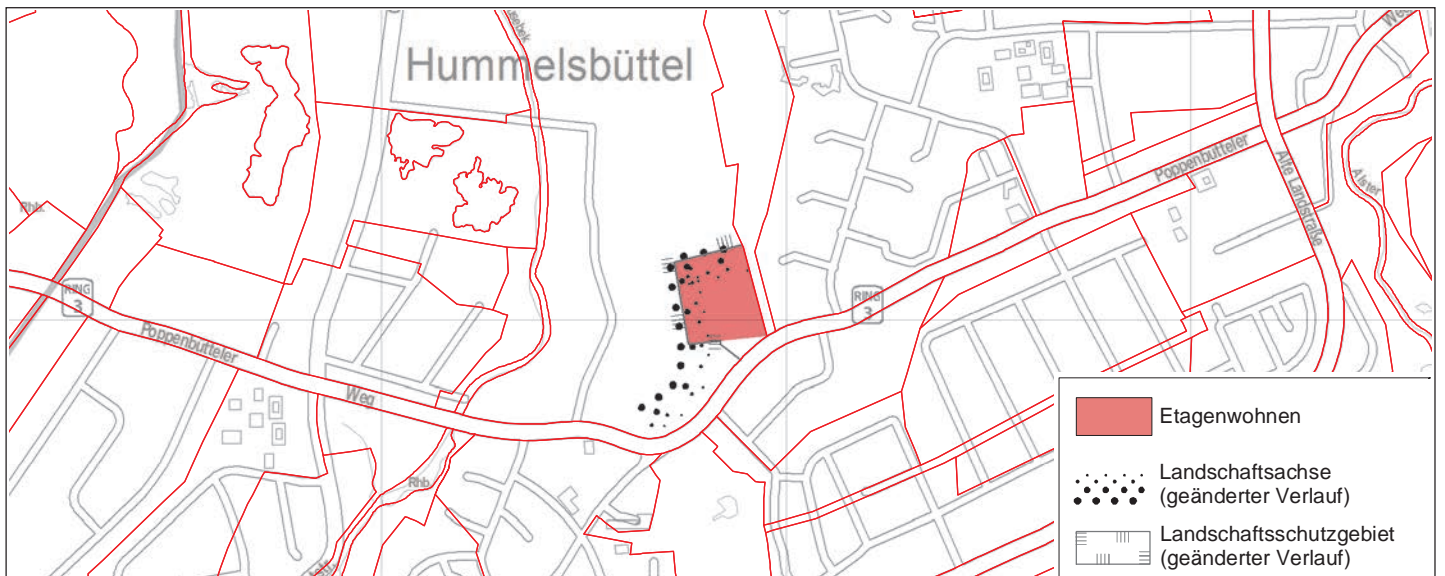 Hummelsbüttel
Poppenbütteler
Alte Landstraße
Alster
Rhb.
RING
3
RING
3
Poppenbütteler
Weg
Rhb.
Etagenwohnen
Landschaftsachse
(geänderter Verlauf)
Landschaftsschutzgebiet
(geänderter Verlauf)